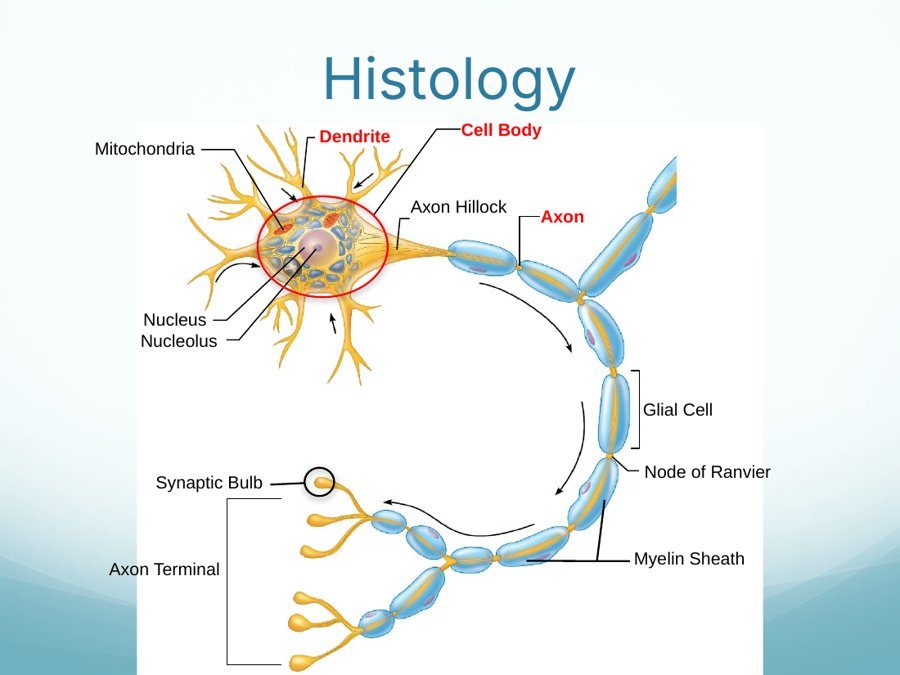 Histology
Cell Body
Dendrite
Mitochondria
Axon Hillock
Axon
Nucleus
Nucleolus
Glial Cell
Node of Ranvier
Synaptic Bulb
Myelin Sheath
Axon Terminal